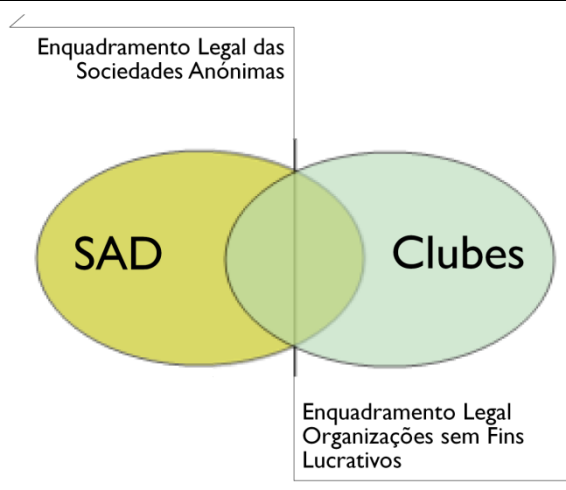 Enquadramento Legal das
Sociedades Anónimas
SAD
Clubes
Enquadramento Legal
Organizações sem Fins
Lucrativos